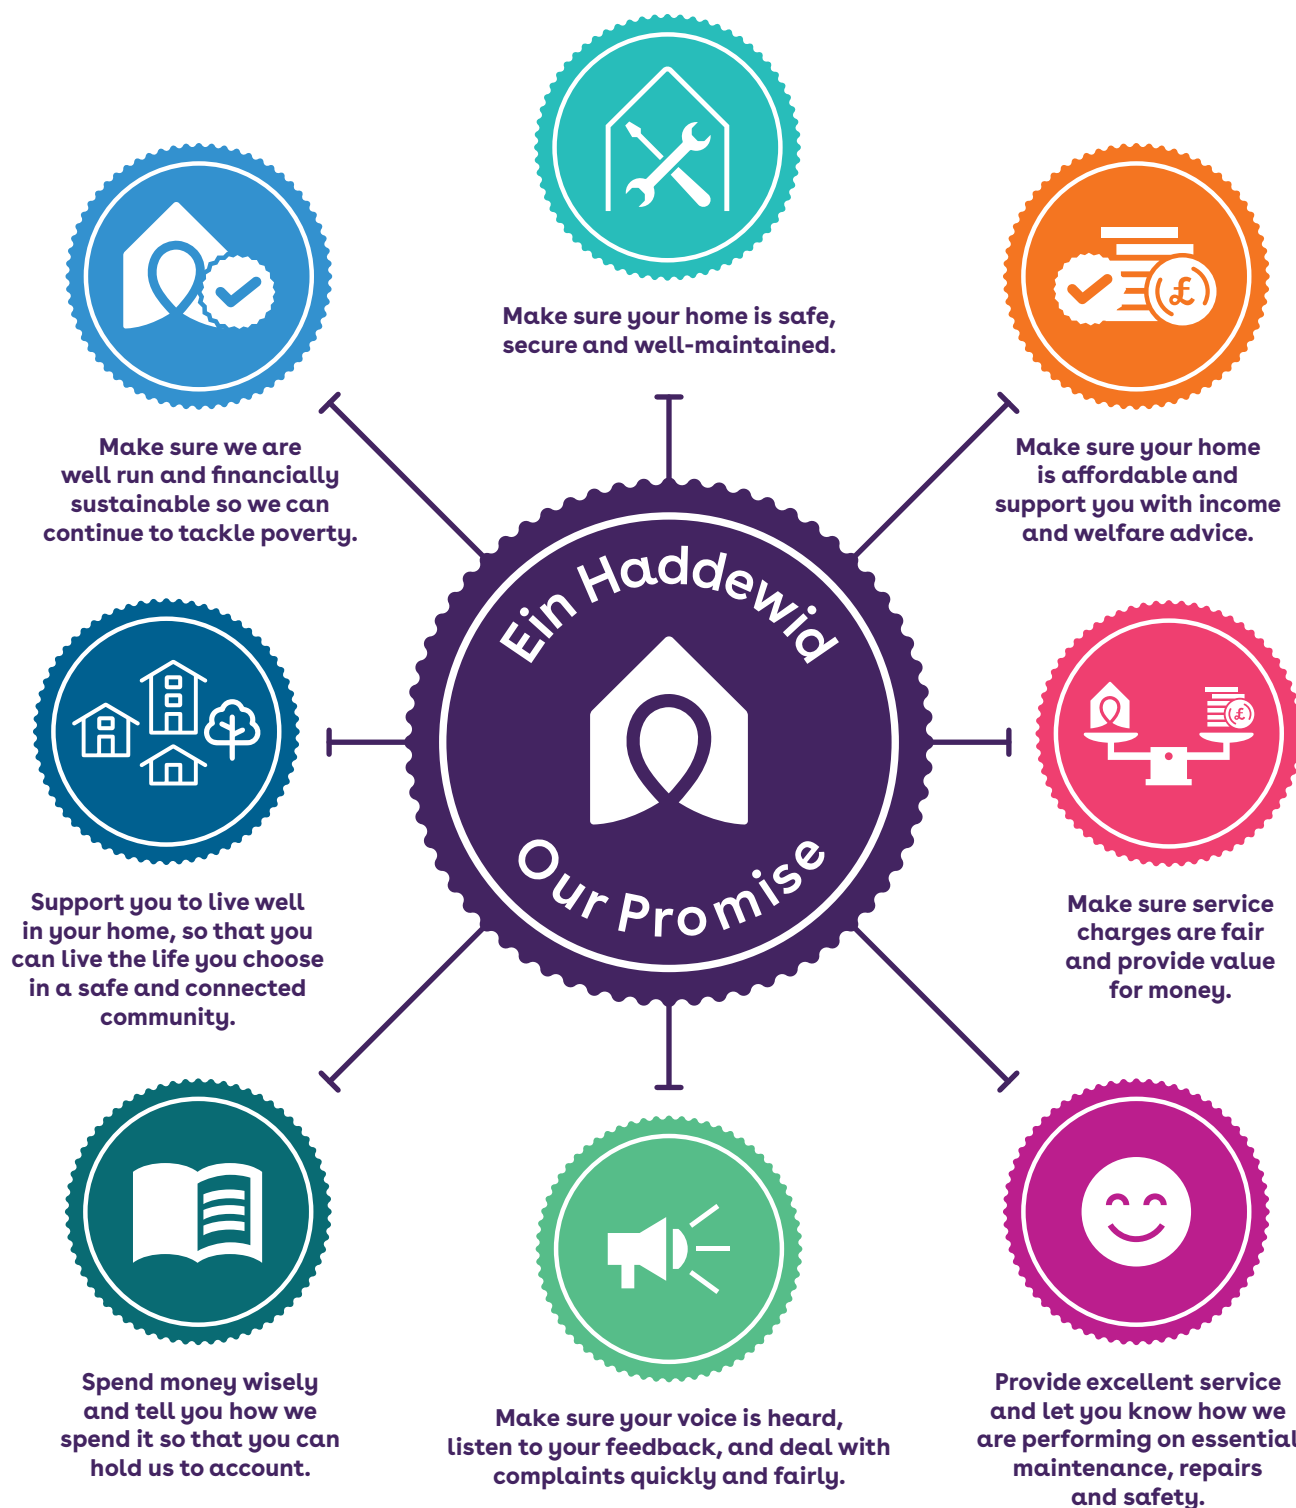 Make sure your home is safe,
secure and well-maintained.
£
Make sure your home
is affordable and
support you with income
and welfare advice.
£
Make sure service
charges are fair
and provide value
for money.
Provide excellent service
and let you know how we
are performing on essential
maintenance, repairs
and safety.
Make sure your voice is heard,
listen to your feedback, and deal with
complaints quickly and fairly.
Spend money wisely
and tell you how we
spend it so that you can
hold us to account.
Support you to live well
in your home, so that you
can live the life you choose
in a safe and connected
community.
Make sure we are
well run and financially
sustainable so we can
continue to tackle poverty.
Ein Haddewid
Our Promise